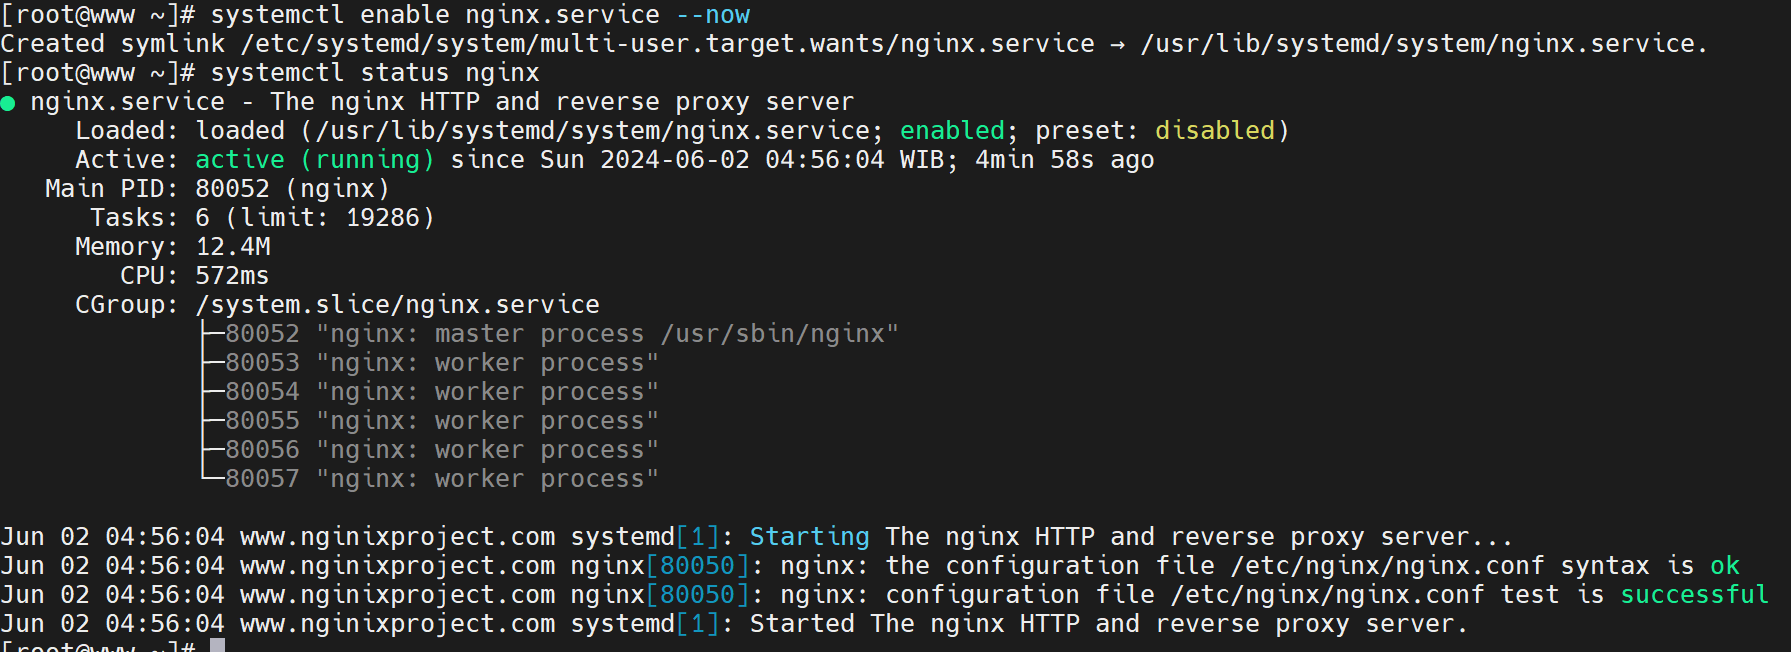 [root@www ~]# systemctl enable nginx.service --now
Created symlink /etc/systemd/system/multi-user.target.wants/nginx.service → /usr/lib/systemd/system/nginx.service.
[root@www ~]# systemctl status nginx
● nginx.service - The nginx HTTP and reverse proxy server
     Loaded: loaded (/usr/lib/systemd/system/nginx.service; enabled; preset: disabled)
     Active: active (running) since Sun 2024-06-02 04:56:04 WIB; 4min 58s ago
   Main PID: 80052 (nginx)
      Tasks: 6 (limit: 19286)
     Memory: 12.4M
        CPU: 572ms
     CGroup: /system.slice/nginx.service
             ├─80052 "nginx: master process /usr/sbin/nginx"
             ├─80053 "nginx: worker process"
             ├─80054 "nginx: worker process"
             ├─80055 "nginx: worker process"
             ├─80056 "nginx: worker process"
             └─80057 "nginx: worker process"

Jun 02 04:56:04 www.nginixproject.com systemd[1]: Starting The nginx HTTP and reverse proxy server...
Jun 02 04:56:04 www.nginixproject.com nginx[80050]: nginx: the configuration file /etc/nginx/nginx.conf syntax is ok
Jun 02 04:56:04 www.nginixproject.com nginx[80050]: nginx: configuration file /etc/nginx/nginx.conf test is successful
Jun 02 04:56:04 www.nginixproject.com systemd[1]: Started The nginx HTTP and reverse proxy server.
[root@www ~]#